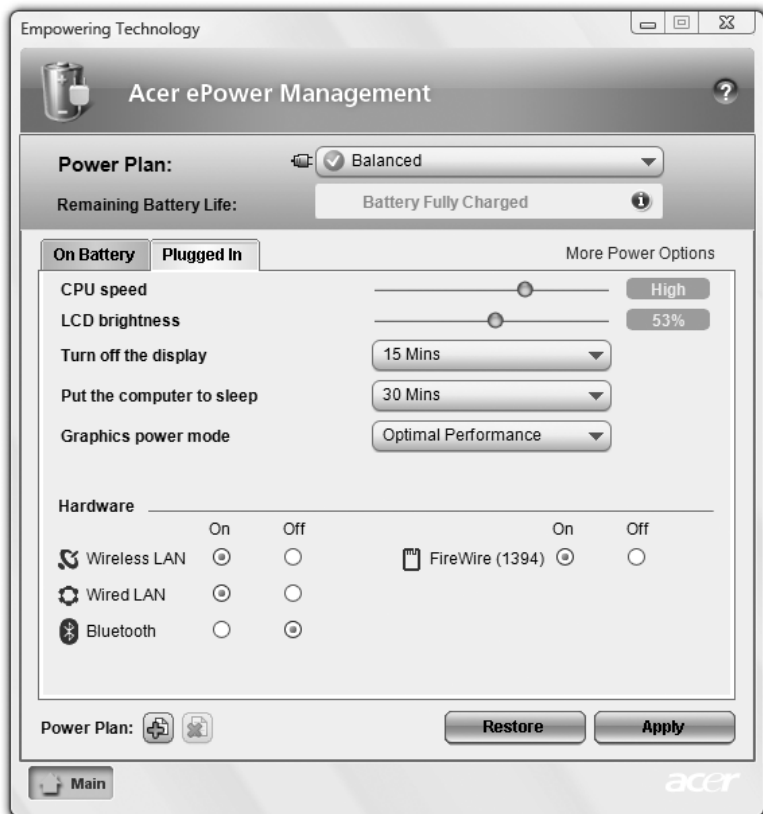 Empowering Technology
Acer ePower Management
?
Power Plan: Balanced
Remaining Battery Life: Battery Fully Charged
On Battery Plugged In More Power Options
CPU speed High
LCD brightness 53%
Turn off the display 15 Mins
Put the computer to sleep 30 Mins
Graphics power mode Optimal Performance
Hardware
On Off On Off
Wireless LAN FireWire (1394)
Wired LAN
Bluetooth
Power Plan: Restore Apply
Main acer